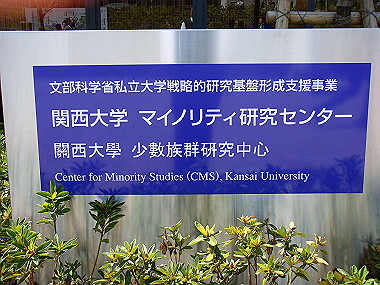 文部科学省私立大学戦略的研究基盤形成支援事業
関西大学 マイノリティ研究センター
關西大學 少數族群研究中心
Center for Minority Studies (CMS), Kansai University